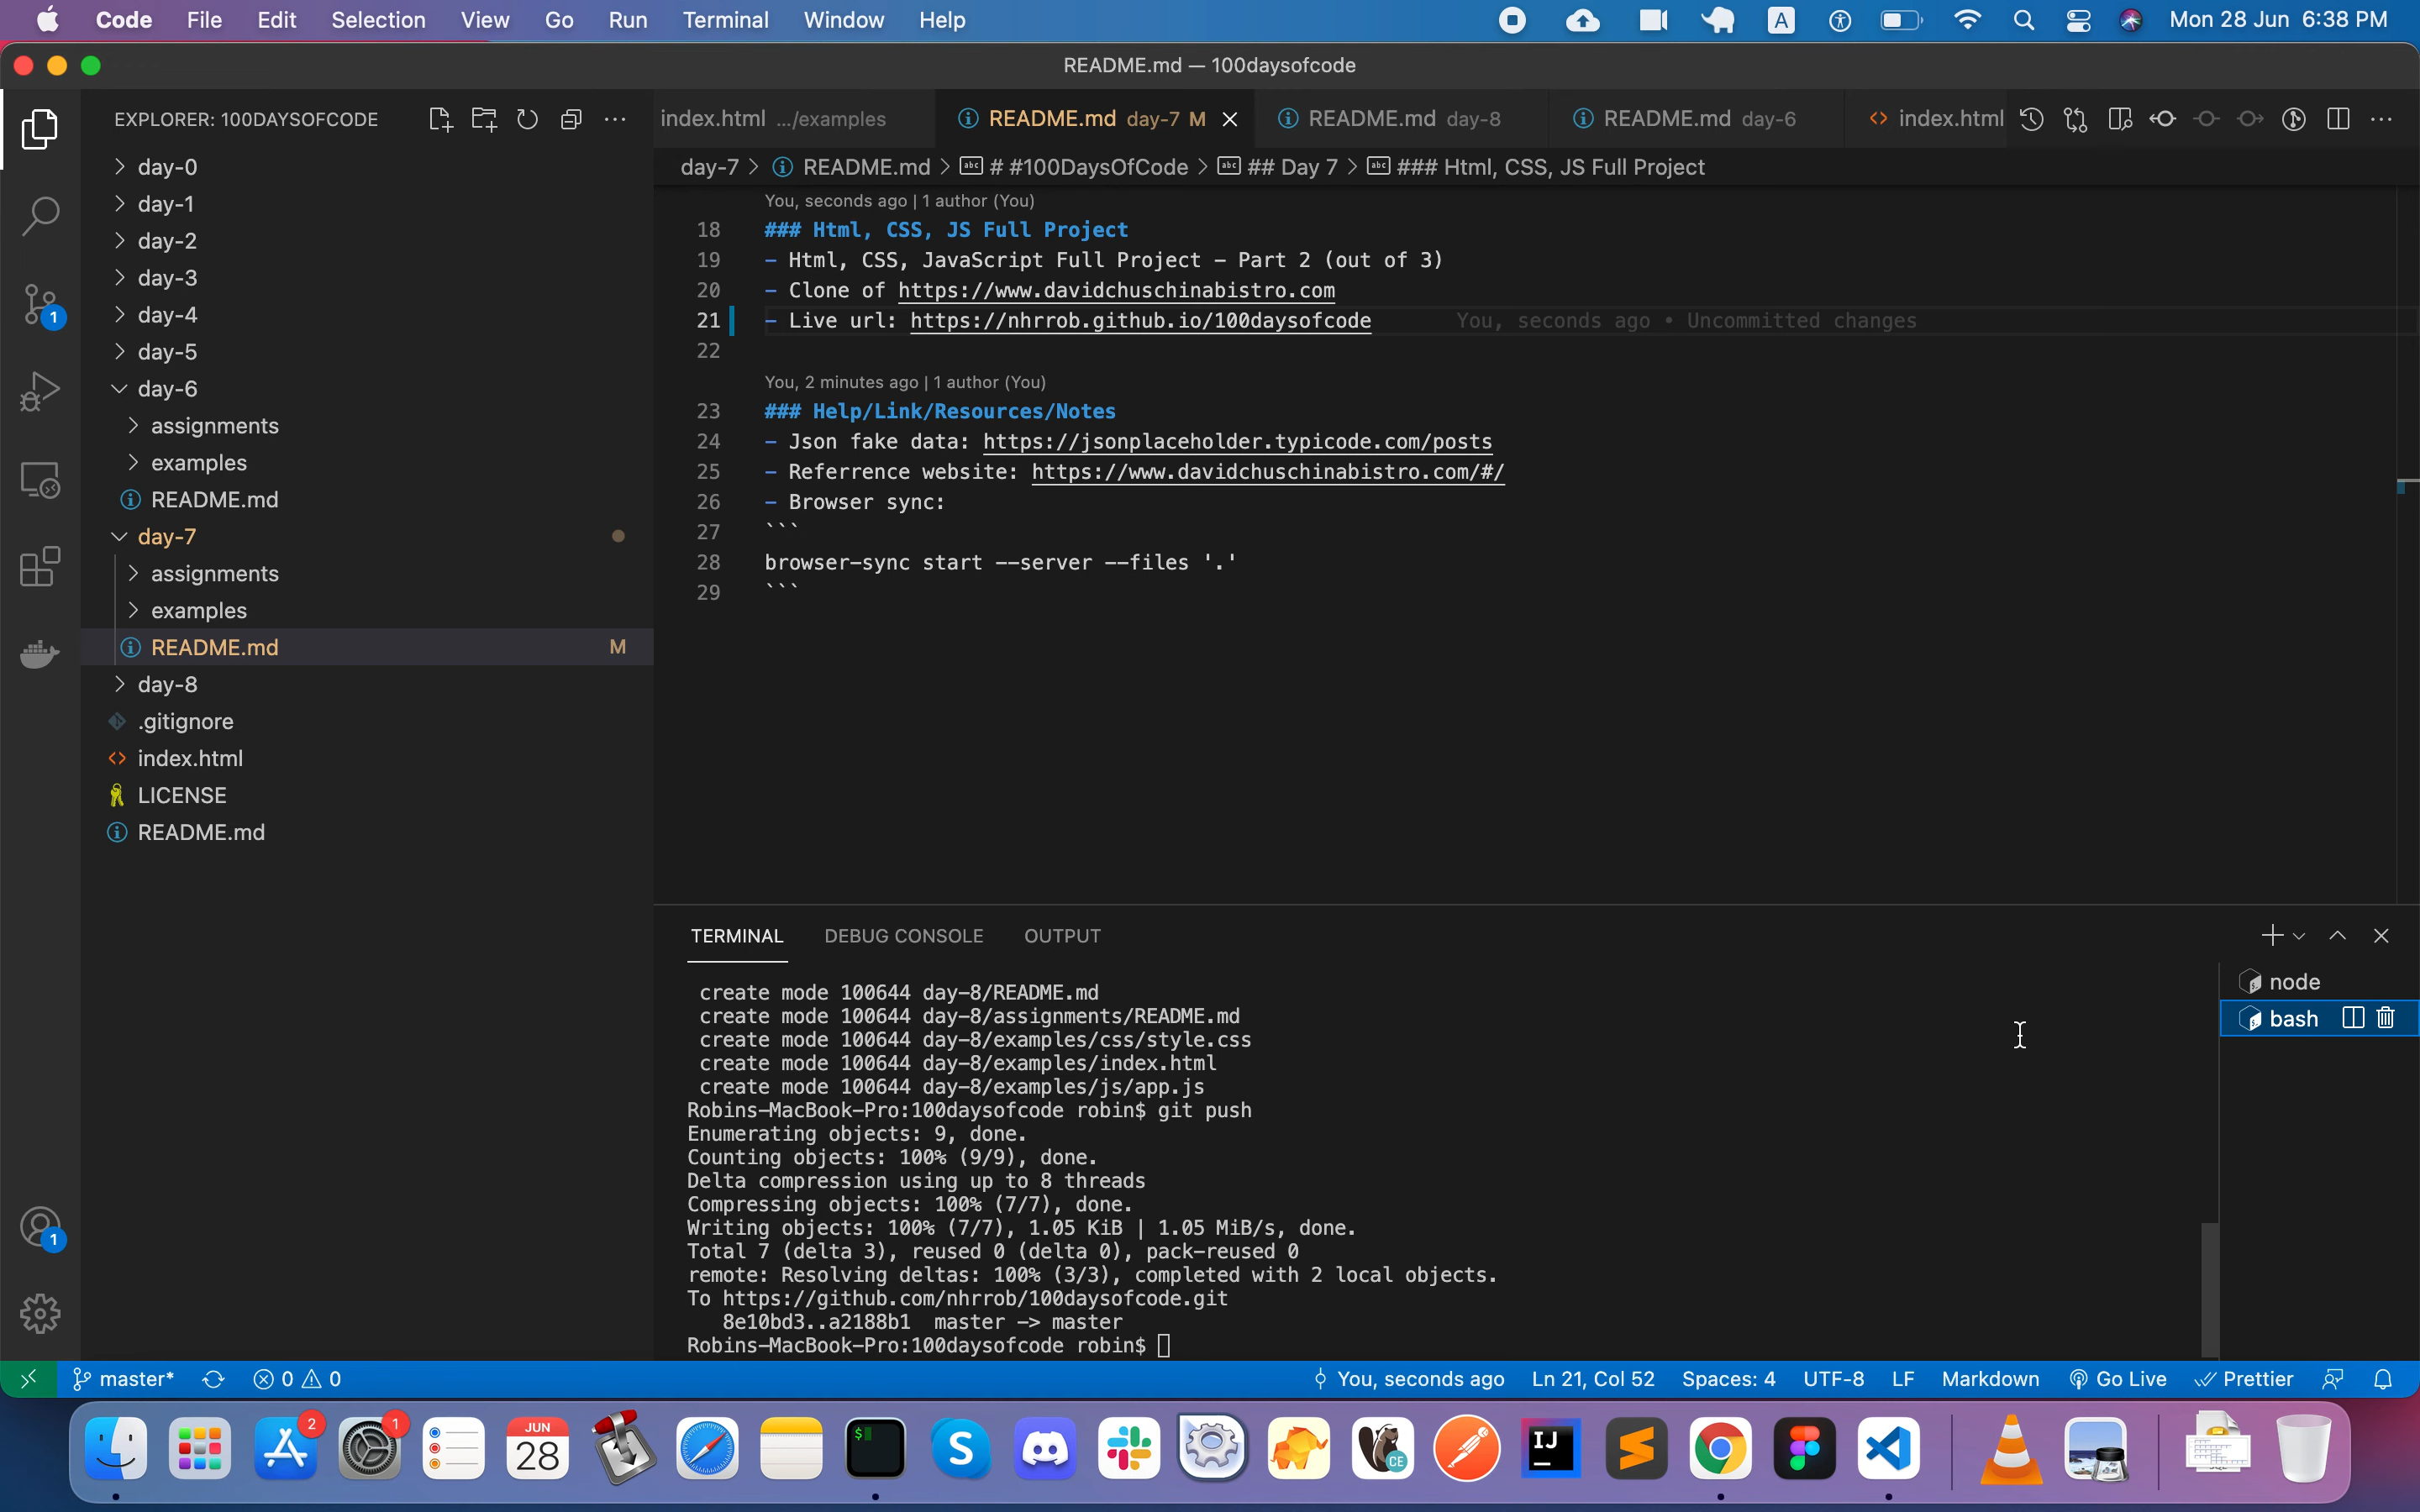 Code File Edit Selection View Go Run Terminal Window Help A Mon 28 Jun 6:38 PM
README.md — 100daysofcode
EXPLORER: 100DAYSOFCODE
index.html .../examples README.md day-7 M README.md day-8 README.md day-6 index.html
day-7 > README.md > # #100DaysOfCode > ## Day 7 > ### Html, CSS, JS Full Project
day-0
day-1
day-2
day-3
day-4
day-5
day-6
assignments
examples
README.md
day-7
assignments
examples
README.md M
day-8
.gitignore
index.html
LICENSE
README.md
1
1
You, seconds ago | 1 author (You)
18 ### Html, CSS, JS Full Project
19 - Html, CSS, JavaScript Full Project - Part 2 (out of 3)
20 - Clone of https://www.davidchuschinabistro.com
21 - Live url: https://nhrrob.github.io/100daysofcode You, seconds ago • Uncommitted changes
22
You, 2 minutes ago | 1 author (You)
23 ### Help/Link/Resources/Notes
24 - Json fake data: https://jsonplaceholder.typicode.com/posts
25 - Referrence website: https://www.davidchuschinabistro.com/#/
26 - Browser sync:
27 ```
28 browser-sync start --server --files '.'
29 ```
TERMINAL DEBUG CONSOLE OUTPUT
node
bash
create mode 100644 day-8/README.md
create mode 100644 day-8/assignments/README.md
create mode 100644 day-8/examples/css/style.css
create mode 100644 day-8/examples/index.html
create mode 100644 day-8/examples/js/app.js
Robins-MacBook-Pro:100daysofcode robin$ git push
Enumerating objects: 9, done.
Counting objects: 100% (9/9), done.
Delta compression using up to 8 threads
Compressing objects: 100% (7/7), done.
Writing objects: 100% (7/7), 1.05 KiB | 1.05 MiB/s, done.
Total 7 (delta 3), reused 0 (delta 0), pack-reused 0
remote: Resolving deltas: 100% (3/3), completed with 2 local objects.
To https://github.com/nhrrob/100daysofcode.git
8e10bd3..a2188b1 master -> master
Robins-MacBook-Pro:100daysofcode robin$
master* 0 0 You, seconds ago Ln 21, Col 52 Spaces: 4 UTF-8 LF Markdown Go Live Prettier
2 1 JUN 28 $ S CE IJ